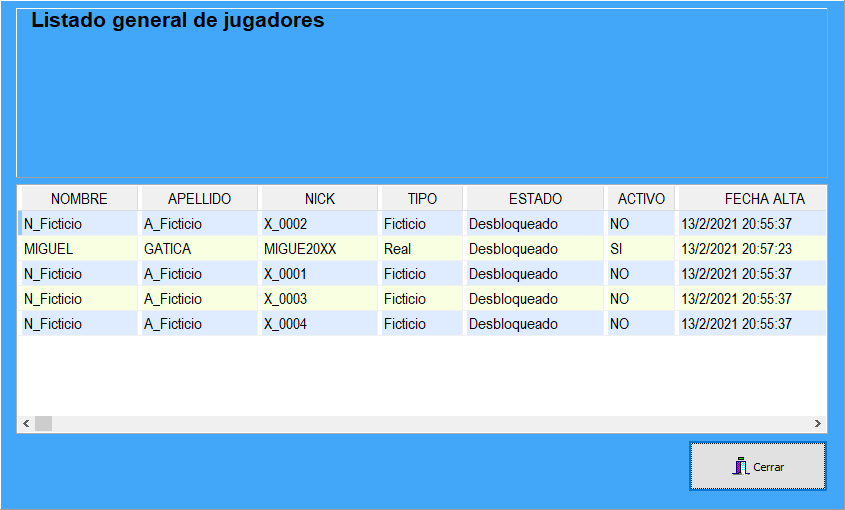 Listado general de jugadores
NOMBRE APELLIDO NICK TIPO ESTADO ACTIVO FECHA ALTA
N_Ficticio A_Ficticio X_0002 Ficticio Desbloqueado NO 13/2/2021 20:55:37
MIGUEL GATICA MIGUE20XX Real Desbloqueado SI 13/2/2021 20:57:23
N_Ficticio A_Ficticio X_0001 Ficticio Desbloqueado NO 13/2/2021 20:55:37
N_Ficticio A_Ficticio X_0003 Ficticio Desbloqueado NO 13/2/2021 20:55:37
N_Ficticio A_Ficticio X_0004 Ficticio Desbloqueado NO 13/2/2021 20:55:37
Cerrar